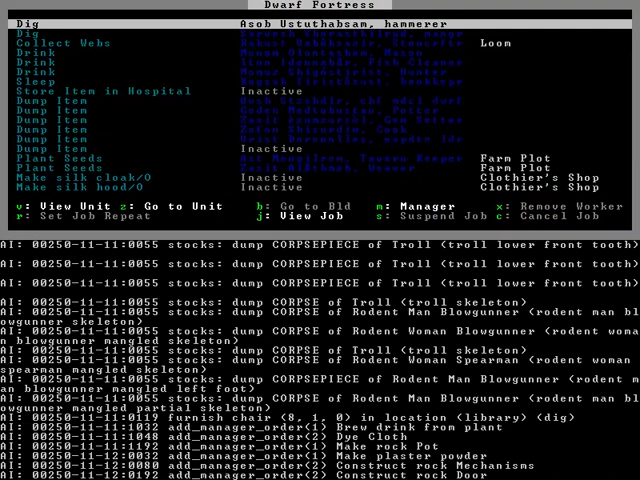 Dwarf Fortress
Dig Asob Ustuthabsam, hammerer
Dig
Collect Webs Loom
Drink
Drink
Drink
Sleep
Store Item in Hospital Inactive
Dump Item
Dump Item
Dump Item
Dump Item
Dump Item
Dump Item Inactive
Plant Seeds Farm Plot
Plant Seeds Farm Plot
Make silk cloak/O Inactive Clothier's Shop
Make silk hood/O Inactive Clothier's Shop
v: View Unit z: Go to Unit b: Go to Bld m: Manager x: Remove Worker
r: Set Job Repeat j: View Job s: Suspend Job c: Cancel Job
AI: 00250-11-11:0055 stocks: dump CORPSEPIECE of Troll (troll lower front tooth)
AI: 00250-11-11:0055 stocks: dump CORPSEPIECE of Troll (troll lower front tooth)
AI: 00250-11-11:0055 stocks: dump CORPSEPIECE of Troll (troll lower front tooth)
AI: 00250-11-11:0055 stocks: dump CORPSE of Troll (troll skeleton)
AI: 00250-11-11:0055 stocks: dump CORPSE of Rodent Man Blowgunner (rodent man bl
owgunner skeleton)
AI: 00250-11-11:0055 stocks: dump CORPSE of Rodent Woman Blowgunner (rodent woma
n blowgunner mangled skeleton)
AI: 00250-11-11:0055 stocks: dump CORPSE of Troll (troll skeleton)
AI: 00250-11-11:0055 stocks: dump CORPSE of Rodent Woman Spearman (rodent woman
spearman mangled skeleton)
AI: 00250-11-11:0055 stocks: dump CORPSEPIECE of Rodent Man Blowgunner (rodent m
an blowgunner mangled left foot)
AI: 00250-11-11:0055 stocks: dump CORPSE of Rodent Man Blowgunner (rodent man bl
owgunner mangled partial skeleton)
AI: 00250-11-11:0119 furnish chair (8, 1, 0) in location (library) (dig)
AI: 00250-11-11:1032 add_manager_order(1) Brew drink from plant
AI: 00250-11-11:1048 add_manager_order(2) Dye Cloth
AI: 00250-11-11:1192 add_manager_order(1) Make rock Pot
AI: 00250-11-12:0032 add_manager_order(1) Make plaster powder
AI: 00250-11-12:0080 add_manager_order(2) Construct rock Mechanisms
AI: 00250-11-12:0192 add_manager_order(2) Construct rock Door